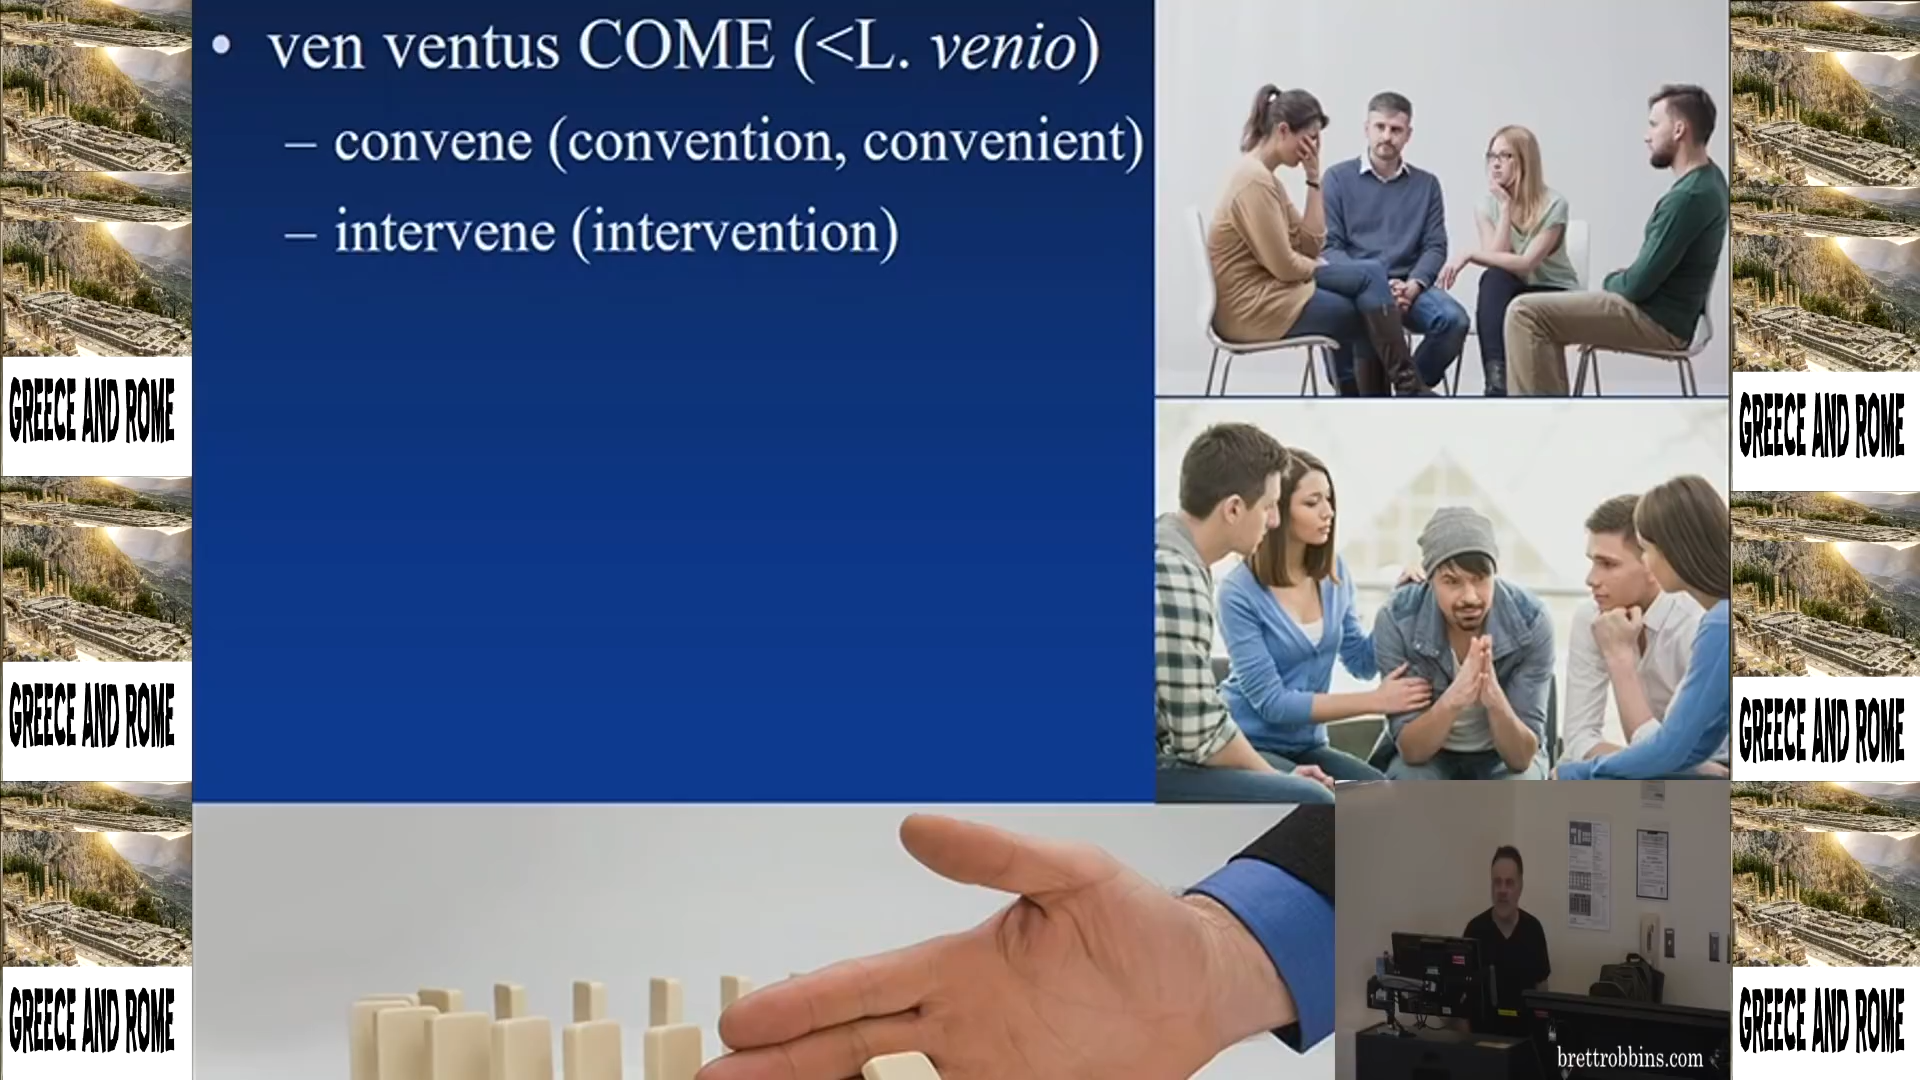 • ven ventus COME (<L. venio)
– convene (convention, convenient)
– intervene (intervention)
GREECE AND ROME
GREECE AND ROME
GREECE AND ROME
GREECE AND ROME
GREECE AND ROME
GREECE AND ROME
brettrobbins.com